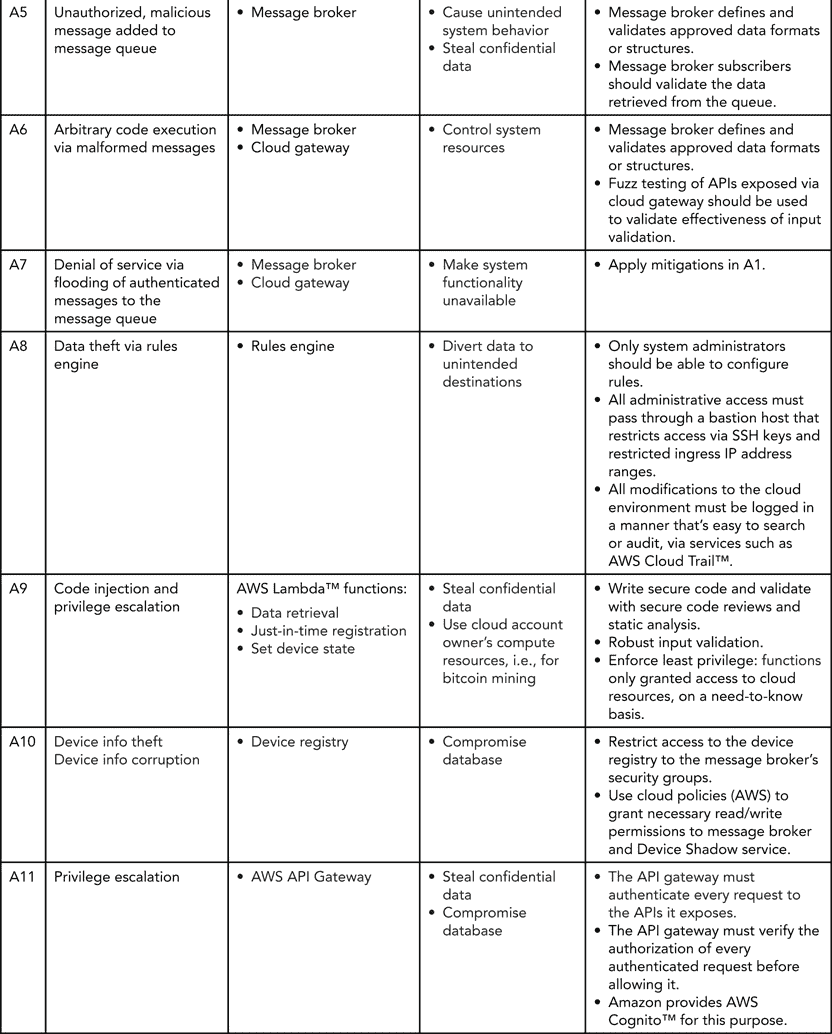 A5
Unauthorized, malicious
message added to
message queue
• Message broker
• Cause unintended
system behavior
• Steal confidential
data
• Message broker defines and
validates approved data formats
or structures.
• Message broker subscribers
should validate the data
retrieved from the queue.
A6
Arbitrary code execution
via malformed messages
• Message broker
• Cloud gateway
• Control system
resources
• Message broker defines and
validates approved data formats
or structures.
• Fuzz testing of APIs exposed via
cloud gateway should be used
to validate effectiveness of input
validation.
A7
Denial of service via
flooding of authenticated
messages to the
message queue
• Message broker
• Cloud gateway
• Make system
functionality
unavailable
• Apply mitigations in A1.
A8
Data theft via rules
engine
• Rules engine
• Divert data to
unintended
destinations
• Only system administrators
should be able to configure
rules.
• All administrative access must
pass through a bastion host that
restricts access via SSH keys and
restricted ingress IP address
ranges.
• All modifications to the cloud
environment must be logged in
a manner that's easy to search
or audit, via services such as
AWS Cloud Trail™.
A9
Code injection and
privilege escalation
AWS Lambda™ functions:
• Data retrieval
• Just-in-time registration
• Set device state
• Steal confidential
data
• Use cloud account
owner's compute
resources, i.e., for
bitcoin mining
• Write secure code and validate
with secure code reviews and
static analysis.
• Robust input validation.
• Enforce least privilege: functions
only granted access to cloud
resources, on a need-to-know
basis.
A10
Device info theft
Device info corruption
• Device registry
• Compromise
database
• Restrict access to the device
registry to the message broker's
security groups.
• Use cloud policies (AWS) to
grant necessary read/write
permissions to message broker
and Device Shadow service.
A11
Privilege escalation
• AWS API Gateway
• Steal confidential
data
• Compromise
database
• The API gateway must
authenticate every request to
the APIs it exposes.
• The API gateway must verify the
authorization of every
authenticated request before
allowing it.
• Amazon provides AWS
Cognito™ for this purpose.